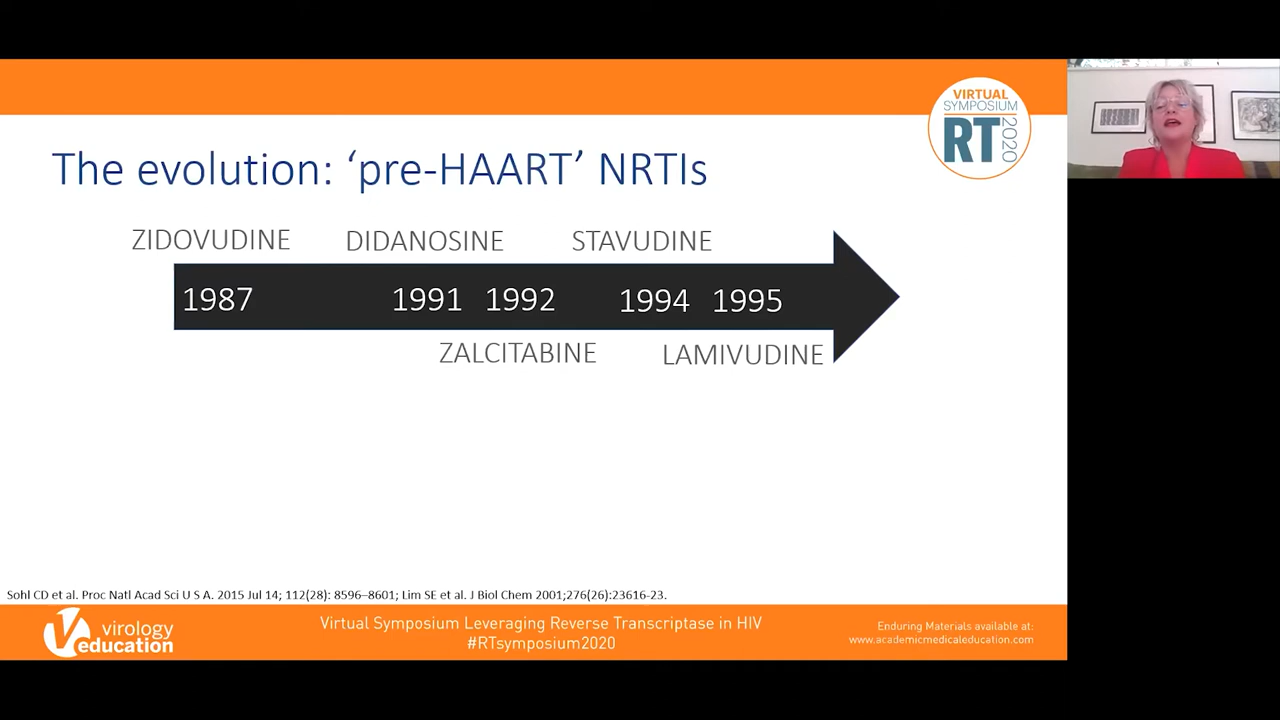 VIRTUAL
SYMPOSIUM
RT
2020
The evolution: ‘pre-HAART’ NRTIs
ZIDOVUDINE
DIDANOSINE
STAVUDINE
1987
1991
1992
1994
1995
ZALCITABINE
LAMIVUDINE
Sohl CD et al. Proc Natl Acad Sci U S A. 2015 Jul 14; 112(28): 8596–8601; Lim SE et al. J Biol Chem 2001;276(26):23616-23.
virology
education
Virtual Symposium Leveraging Reverse Transcriptase in HIV
#RTsymposium2020
Enduring Materials available at:
www.academicmedicaleducation.com